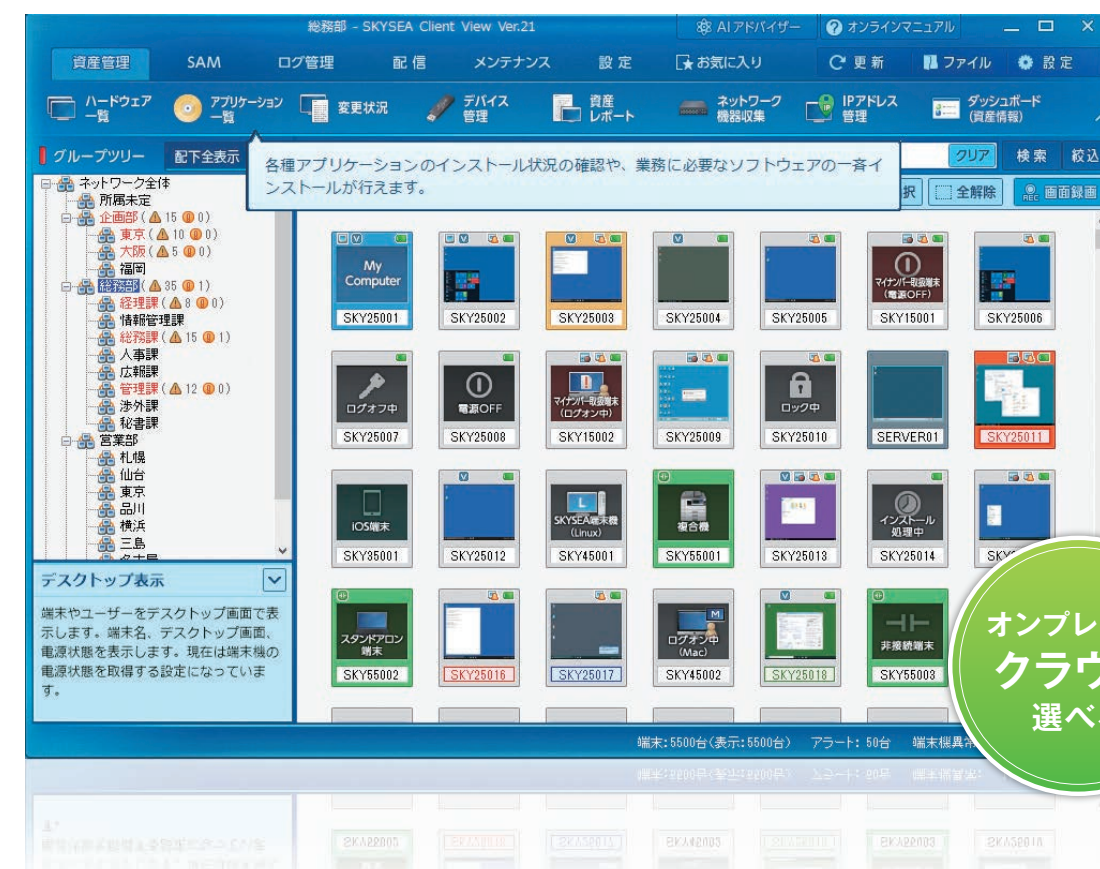 総務部 - SKYSEA Client View Ver.21
AI アドバイザー
オンラインマニュアル
資産管理 SAM ログ管理 配信 メンテナンス 設定 お気に入り 更新 ファイル 設定
ハードウェア一覧
アプリケーション一覧
変更状況
デバイス管理
資産レポート
ネットワーク機器収集
IPアドレス管理
ダッシュボード(資産情報)
グループツリー 配下全表示
クリア 検索 絞込
択 全解除 REC 画面録画
各種アプリケーションのインストール状況の確認や、業務に必要なソフトウェアの一斉イ
ンストールが行えます。
ネットワーク全体
所属未定
企画部 ( 15 0)
東京 ( 10 0)
大阪 ( 5 0)
福岡
総務部 ( 35 1)
経理課 ( 8 0)
情報管理課
総務課 ( 15 1)
人事課
広報課
管理課 ( 12 0)
渉外課
秘書課
営業部
札幌
仙台
東京
品川
横浜
三島
デスクトップ表示
端末やユーザーをデスクトップ画面で表
示します。端末名、デスクトップ画面、
電源状態を表示します。現在は端末機の
電源状態を取得する設定になっていま
す。
My
Computer
マイナンバー取扱端末
(電源OFF)
SKY25001 SKY25002 SKY25003 SKY25004 SKY25005 SKY15001 SKY25006
ログオフ中
電源OFF
マイナンバー取扱端末
(ログオン中)
ロック中
SKY25007 SKY25008 SKY15002 SKY25009 SKY25010 SERVER01 SKY25011
iOS端末
SKYSEA端末機
(Linux)
複合機
インストール
処理中
SKY35001 SKY25012 SKY45001 SKY55001 SKY25013 SKY25014
スタンドアロン
端末
ログオン中
(Mac)
非接続端末
SKY55002 SKY25016 SKY25017 SKY45002 SKY25018 SKY55003
オンプレ
クラウ
選べ
端末:5500台(表示:5500台) アラート: 50台 端末機異常